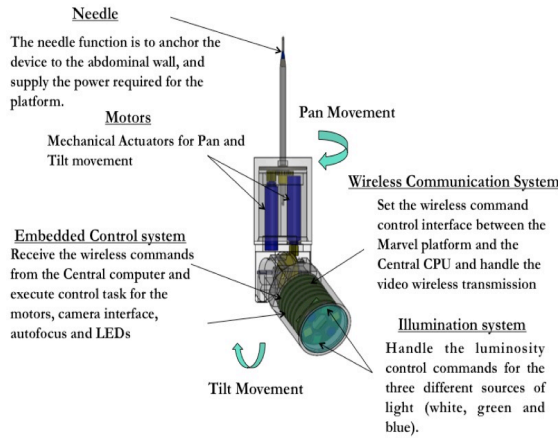 Needle
The needle function is to anchor the
device to the abdominal wall, and
supply the power required for the
platform.
Motors
Mechanical Actuators for Pan and
Tilt movement
Pan Movement
Wireless Communication System
Set the wireless command
control interface between the
Marvel platform and the
Central CPU and handle the
video wireless transmission
Embedded Control system
Receive the wireless commands
from the Central computer and
execute control task for the
motors, camera interface,
autofocus and LEDs
Illumination system
Handle the luminosity
control commands for the
three different sources of
light (white, green and
blue).
Tilt Movement